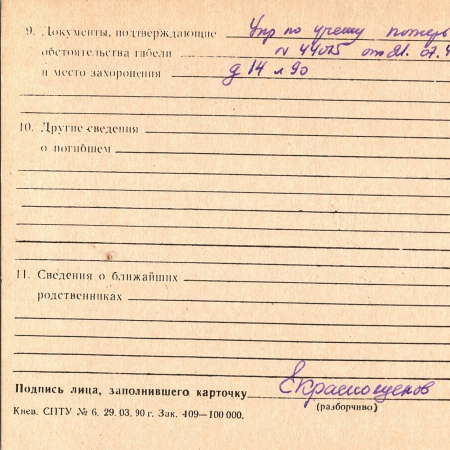 9. Документы, подтверждающие Упр по учету потерь
обстоятельства гибели N 44075 от 21. 07. 4
и место захоронения д 14 л 90
10. Другие сведения
о погибшем
11. Сведения о ближайших
родственниках
Подпись лица, заполнившего карточку
(разборчиво)
Киев. СПТУ № 6. 29. 03. 90 г. Зак. 409—100 000.